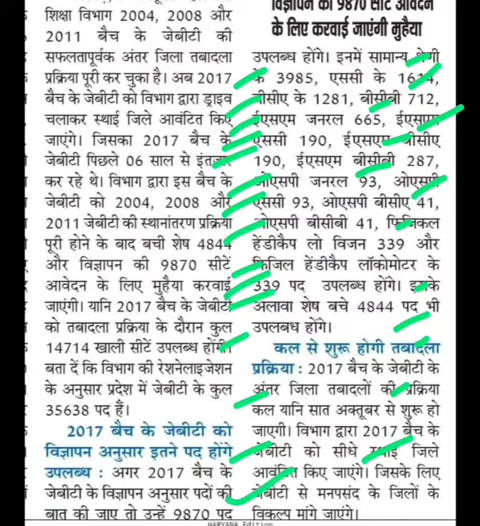 शिक्षा विभाग 2004, 2008 और
2011 बैच के जेबीटी की
सफलतापूर्वक अंतर जिला तबादला
प्रक्रिया पूरी कर चुका है। अब 2017
बैच के जेबीटी को विभाग द्वारा ड्राइव
चलाकर स्थाई जिले आवंटित किए
जाएंगे। जिसका 2017 बैच के
जेबीटी पिछले 06 साल से इंतजार
कर रहे थे। विभाग द्वारा इस बैच के
जेबीटी को 2004, 2008 और
2011 जेबीटी की स्थानांतरण प्रक्रिया
पूरी होने के बाद बची शेष 4844
और विज्ञापन की 9870 सीटें
आवेदन के लिए मुहैया करवाई
जाएंगी। यानि 2017 बैच के जेबीटी
को तबादला प्रक्रिया के दौरान कुल
14714 खाली सीटें उपलब्ध होंगी।
बता दें कि विभाग की रेशनेलाइजेशन
के अनुसार प्रदेश में जेबीटी के कुल
35638 पद हैं।
2017 बैच के जेबीटी को
विज्ञापन अनुसार इतने पद होंगे
उपलब्ध : अगर 2017 बैच के
जेबीटी के विज्ञापन अनुसार पदों की
बात की जाए तो उन्हें 9870 पद
विज्ञापन की 9870 सीटें आवेदन
के लिए करवाई जाएंगी मुहैया
उपलब्ध होंगे। इनमें सामान्य श्रेणी
के 3985, एससी के 1614,
बीसीए के 1281, बीसीबी 712,
ईएसएम जनरल 665, ईएसएम
एससी 190, ईएसएम बीसीए
190, ईएसएम बीसीबी 287,
ओएसपी जनरल 93, ओएसपी
एससी 93, ओएसपी बीसीए 41,
ओएसपी बीसीबी 41, फिजिकल
हेंडीकैप लो विजन 339 और
फिजिल हेंडीकैप लॉकोमोटर के
339 पद उपलब्ध होंगे। इसके
अलावा शेष बचे 4844 पद भी
उपलबध होंगे।
कल से शुरू होगी तबादला
प्रक्रिया : 2017 बैच के जेबीटी के
अंतर जिला तबादलों की प्रक्रिया
कल यानि सात अक्तूबर से शुरू हो
जाएगी। विभाग द्वारा 2017 बैच के
जेबीटी को सीधे स्थाई जिले
आवंटित किए जाएंगे। जिसके लिए
जेबीटी से मनपसंद के जिलों के
विकल्प मांगे जाएंगे।
HARYANA Edition